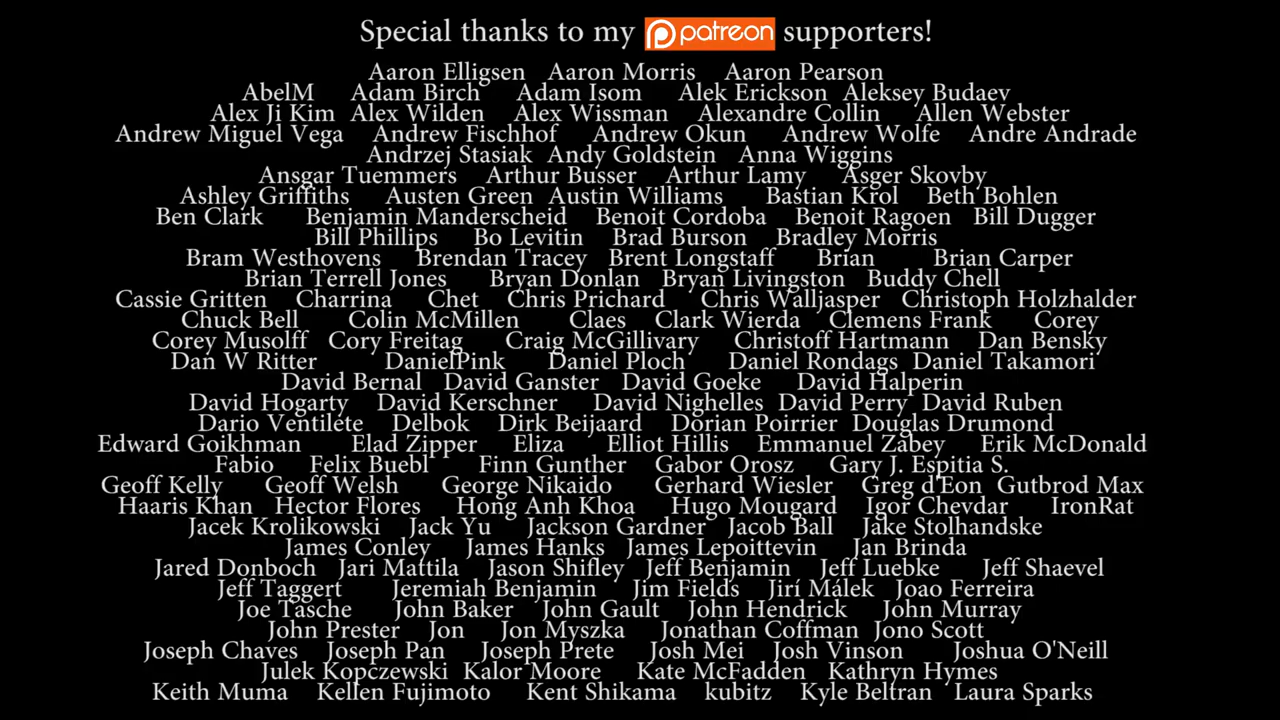 Special thanks to my patreon supporters!
Aaron Elligsen Aaron Morris Aaron Pearson
AbelM Adam Birch Adam Isom Alek Erickson Aleksey Budaev
Alex Ji Kim Alex Wilden Alex Wissman Alexandre Collin Allen Webster
Andrew Miguel Vega Andrew Fischhof Andrew Okun Andrew Wolfe Andre Andrade
Andrzej Stasiak Andy Goldstein Anna Wiggins
Ansgar Tuemmers Arthur Busser Arthur Lamy Asger Skovby
Ashley Griffiths Austen Green Austin Williams Bastian Krol Beth Bohlen
Ben Clark Benjamin Manderscheid Benoit Cordoba Benoit Ragoen Bill Dugger
Bill Phillips Bo Levitin Brad Burson Bradley Morris
Bram Westhovens Brendan Tracey Brent Longstaff Brian Brian Carper
Brian Terrell Jones Bryan Donlan Bryan Livingston Buddy Chell
Cassie Gritten Charrina Chet Chris Prichard Chris Walljasper Christoph Holzhalder
Chuck Bell Colin McMillen Claes Clark Wierda Clemens Frank Corey
Corey Musolff Cory Freitag Craig McGillivary Christoff Hartmann Dan Bensky
Dan W Ritter DanielPink Daniel Ploch Daniel Rondags Daniel Takamori
David Bernal David Ganster David Goeke David Halperin
David Hogarty David Kerschner David Nighelles David Perry David Ruben
Dario Ventilete Delbok Dirk Beijaard Dorian Poirrier Douglas Drumond
Edward Goikhman Elad Zipper Eliza Elliot Hillis Emmanuel Zabey Erik McDonald
Fabio Felix Buebl Finn Gunther Gabor Orosz Gary J. Espitia S.
Geoff Kelly Geoff Welsh George Nikaido Gerhard Wiesler Greg d'Eon Gutbrod Max
Haaris Khan Hector Flores Hong Anh Khoa Hugo Mougard Igor Chevdar IronRat
Jacek Krolikowski Jack Yu Jackson Gardner Jacob Ball Jake Stolhandske
James Conley James Hanks James Lepoittevin Jan Brinda
Jared Donboch Jari Mattila Jason Shifley Jeff Benjamin Jeff Luebke Jeff Shaevel
Jeff Taggert Jeremiah Benjamin Jim Fields Jirí Málek Joao Ferreira
Joe Tasche John Baker John Gault John Hendrick John Murray
John Prester Jon Jon Myszka Jonathan Coffman Jono Scott
Joseph Chaves Joseph Pan Joseph Prete Josh Mei Josh Vinson Joshua O'Neill
Julek Kopczewski Kalor Moore Kate McFadden Kathryn Hymes
Keith Muma Kellen Fujimoto Kent Shikama kubitz Kyle Beltran Laura Sparks